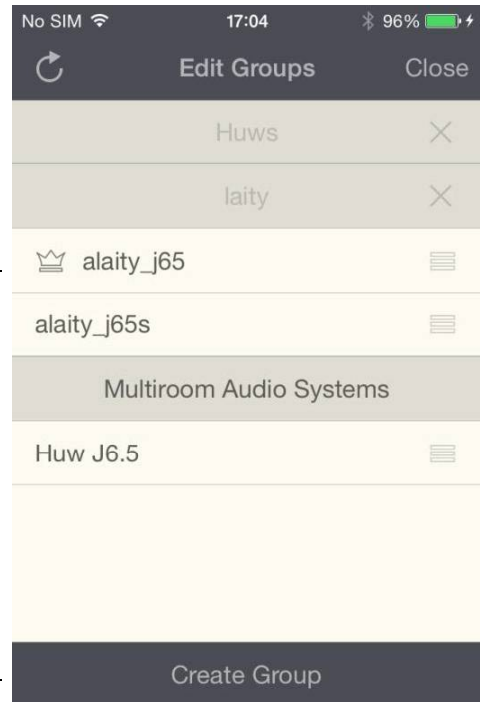 No SIM 17:04 96%
Edit Groups Close
Huws
laity
alaity_j65
alaity_j65s
Multiroom Audio Systems
Huw J6.5
Create Group